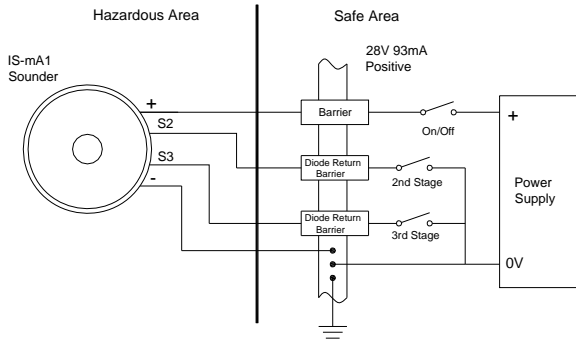 Hazardous Area
Safe Area
28V 93mA
Positive
IS-mA1
Sounder
+
Barrier
On/Off
+
S2
Diode Return
Barrier
2nd Stage
S3
Power
Supply
-
Diode Return
Barrier
3rd Stage
0V